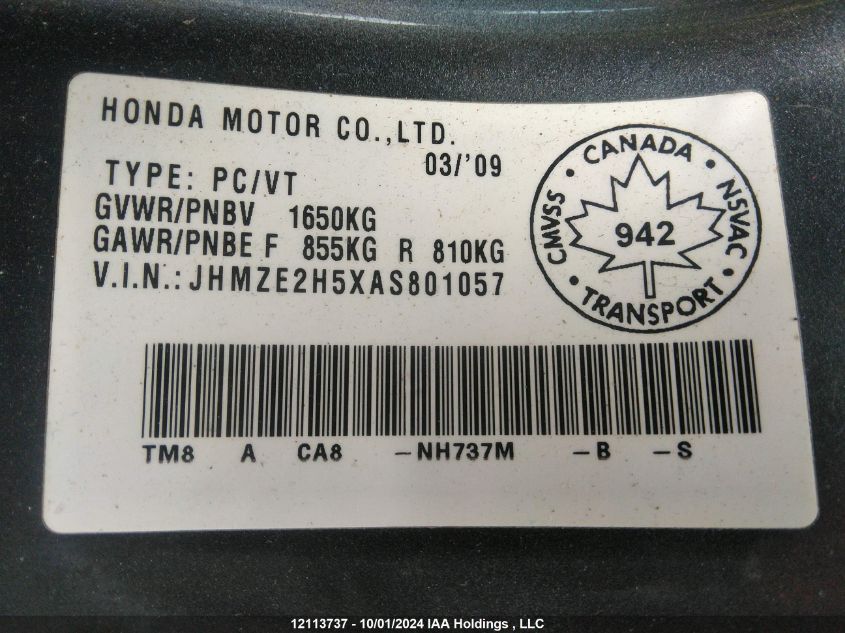 HONDA MOTOR CO.,LTD.
03/'09
TYPE: PC/VT
GVWR/PNBV 1650KG
GAWR/PNBE F 855KG R 810KG
V.I.N.: JHMZE2H5XAS801057
CANADA
CMVSS
942
NSVAC
TRANSPORT
TM8 A CA8 -NH737M -B -S
12113737 - 10/01/2024 IAA Holdings , LLC